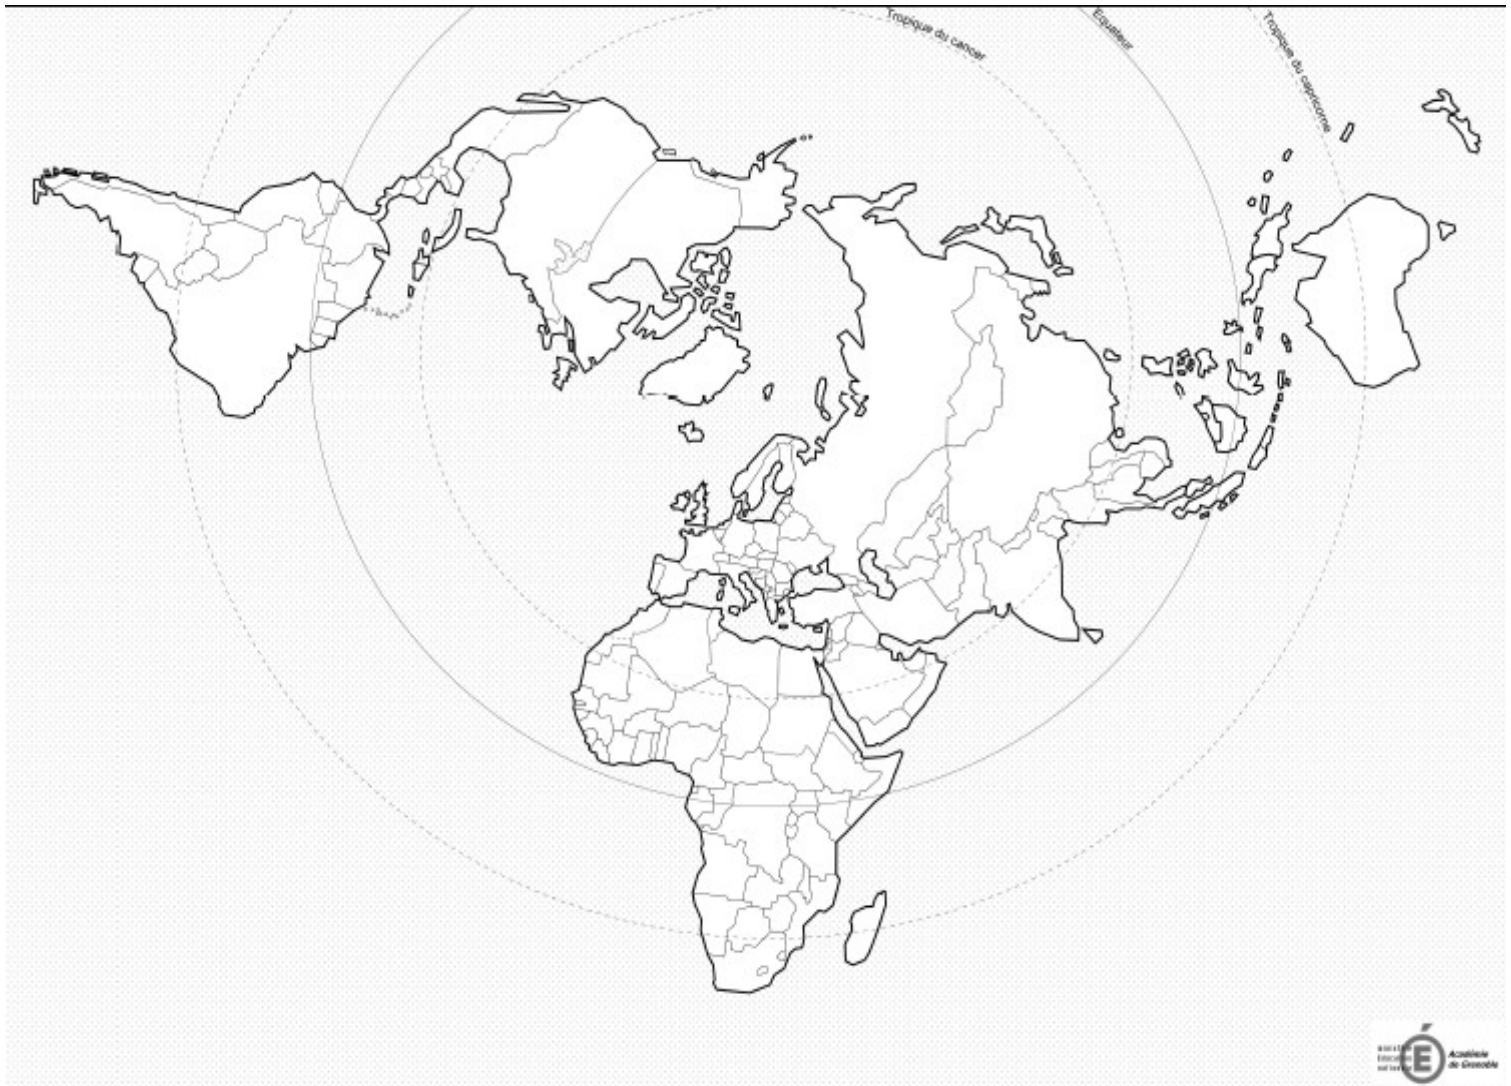 Tropique du cancer
Equateur
Tropique du capricorne
É
Académie
de Grenoble